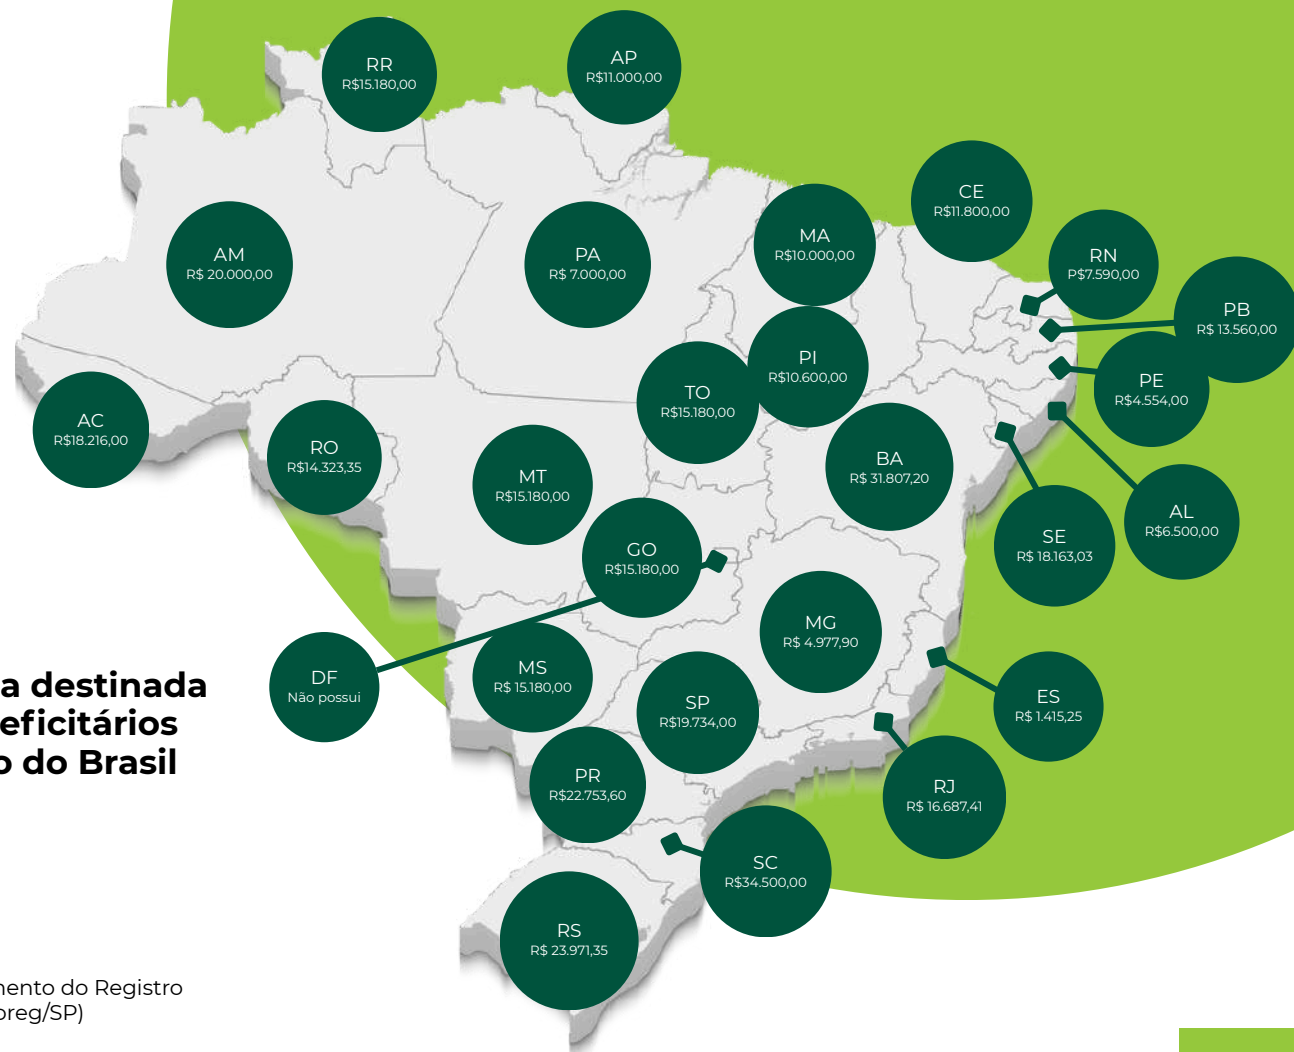 RR
R$15.180,00
AP
R$11.000,00
CE
R$11.800,00
AM
R$ 20.000,00
PA
R$ 7.000,00
MA
R$10.000,00
RN
P$7.590,00
PB
R$ 13.560,00
PI
R$10.600,00
PE
R$4.554,00
TO
R$15.180,00
AC
R$18.216,00
RO
R$14.323,35
MT
R$15.180,00
BA
R$ 31.807,20
AL
R$6.500,00
SE
R$ 18.163,03
GO
R$15.180,00
MG
R$ 4.977,90
DF
Não possui
MS
R$ 15.180,00
SP
R$19.734,00
ES
R$ 1.415,25
a destinada
eficitários
o do Brasil
PR
R$22.753,60
RJ
R$ 16.687,41
SC
R$34.500,00
RS
R$ 23.971,35
mento do Registro
oreg/SP)